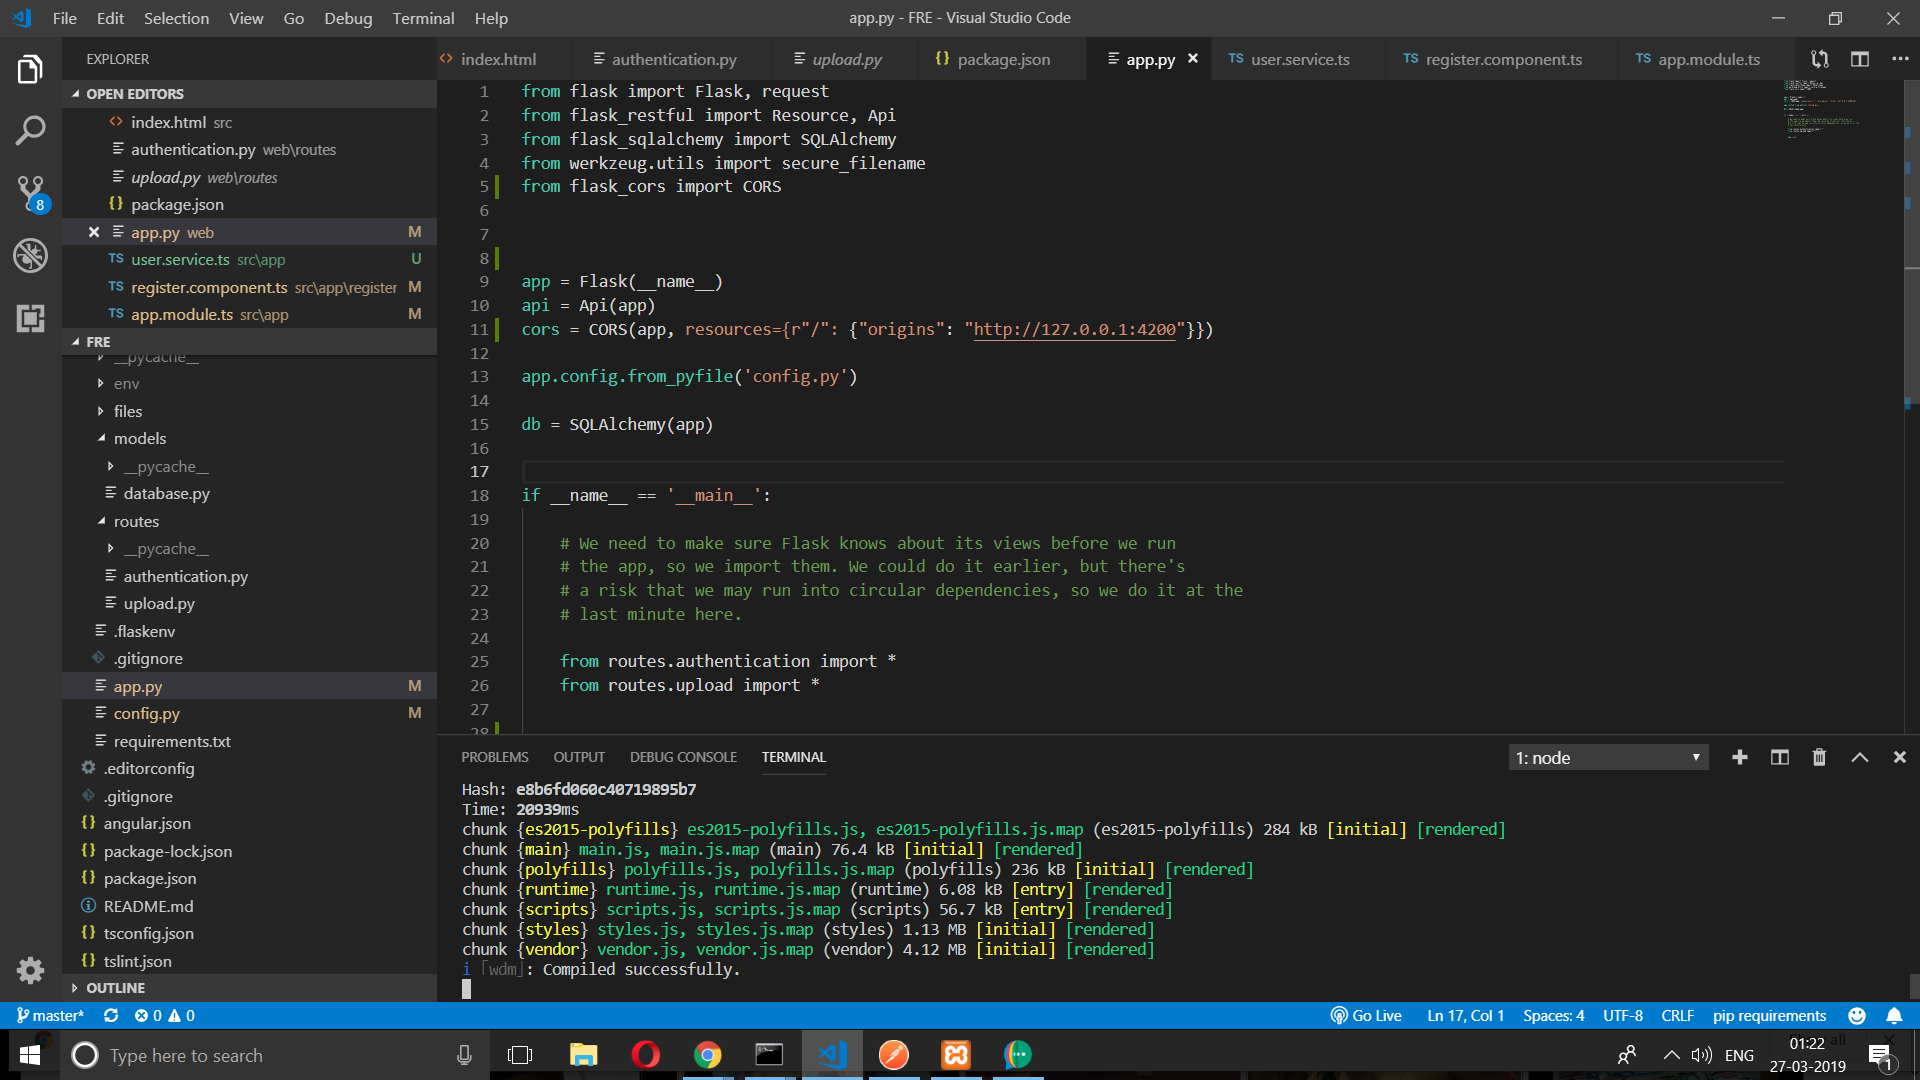 File Edit Selection View Go Debug Terminal Help
app.py - FRE - Visual Studio Code
EXPLORER
OPEN EDITORS
index.html src
authentication.py web\routes
upload.py web\routes
package.json
app.py web M
user.service.ts src\app U
register.component.ts src\app\register M
app.module.ts src\app M
FRE
__pycache__
env
files
models
__pycache__
database.py
routes
__pycache__
authentication.py
upload.py
.flaskenv
.gitignore
app.py M
config.py M
requirements.txt
.editorconfig
.gitignore
angular.json
package-lock.json
package.json
README.md
tsconfig.json
tslint.json
OUTLINE
8
index.html authentication.py upload.py package.json app.py TS user.service.ts TS register.component.ts TS app.module.ts
1 from flask import Flask, request
2 from flask_restful import Resource, Api
3 from flask_sqlalchemy import SQLAlchemy
4 from werkzeug.utils import secure_filename
5 from flask_cors import CORS
6
7
8
9 app = Flask(__name__)
10 api = Api(app)
11 cors = CORS(app, resources={r"/": {"origins": "http://127.0.0.1:4200"}})
12
13 app.config.from_pyfile('config.py')
14
15 db = SQLAlchemy(app)
16
17
18 if __name__ == '__main__':
19
20 # We need to make sure Flask knows about its views before we run
21 # the app, so we import them. We could do it earlier, but there's
22 # a risk that we may run into circular dependencies, so we do it at the
23 # last minute here.
24
25 from routes.authentication import *
26 from routes.upload import *
27
28
PROBLEMS OUTPUT DEBUG CONSOLE TERMINAL
1: node
Hash: e8b6fd060c40719895b7
Time: 20939ms
chunk {es2015-polyfills} es2015-polyfills.js, es2015-polyfills.js.map (es2015-polyfills) 284 kB [initial] [rendered]
chunk {main} main.js, main.js.map (main) 76.4 kB [initial] [rendered]
chunk {polyfills} polyfills.js, polyfills.js.map (polyfills) 236 kB [initial] [rendered]
chunk {runtime} runtime.js, runtime.js.map (runtime) 6.08 kB [entry] [rendered]
chunk {scripts} scripts.js, scripts.js.map (scripts) 56.7 kB [entry] [rendered]
chunk {styles} styles.js, styles.js.map (styles) 1.13 MB [initial] [rendered]
chunk {vendor} vendor.js, vendor.js.map (vendor) 4.12 MB [initial] [rendered]
i ｢wdm｣: Compiled successfully.
master* 0 0 Go Live Ln 17, Col 1 Spaces: 4 UTF-8 CRLF pip requirements
Type here to search
ENG
01:22
27-03-2019
1